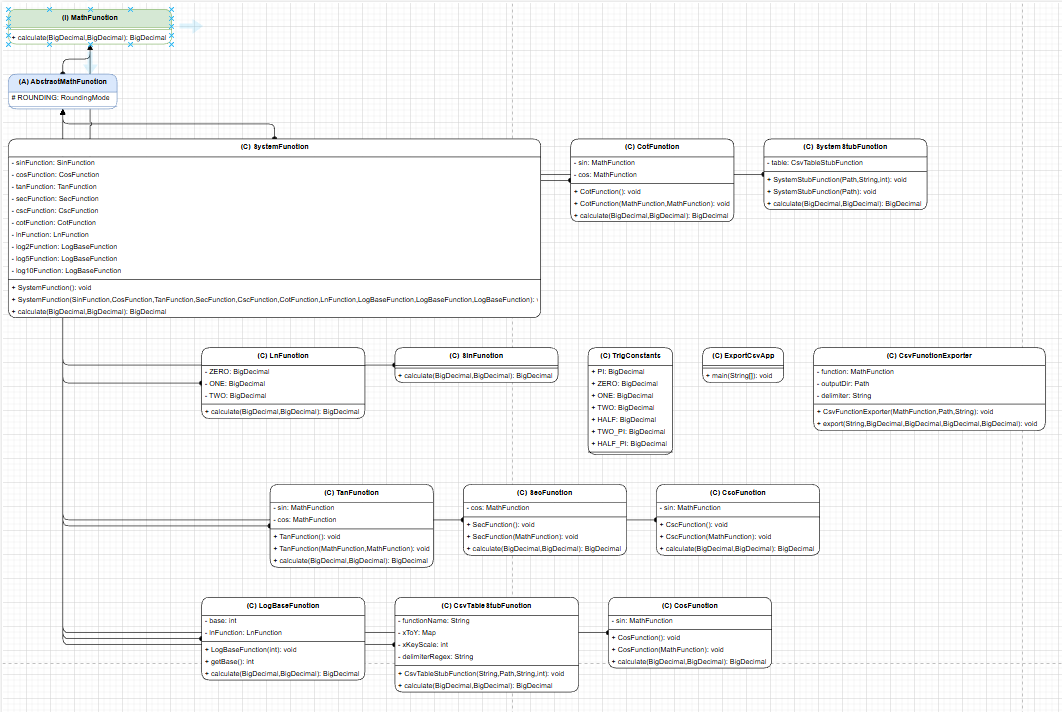 (I) MathFunction
+ calculate(BigDecimal,BigDecimal): BigDecimal
(A) AbstractMathFunction
# ROUNDING: RoundingMode
(C) SystemFunction
- sinFunction: SinFunction
- cosFunction: CosFunction
- tanFunction: TanFunction
- secFunction: SecFunction
- cscFunction: CscFunction
- cotFunction: CotFunction
- lnFunction: LnFunction
- log2Function: LogBaseFunction
- log5Function: LogBaseFunction
- log10Function: LogBaseFunction
+ SystemFunction(): void
+ SystemFunction(SinFunction,CosFunction,TanFunction,SecFunction,CscFunction,CotFunction,LnFunction,LogBaseFunction,LogBaseFunction,LogBaseFunction):
+ calculate(BigDecimal,BigDecimal): BigDecimal
(C) CotFunction
- sin: MathFunction
- cos: MathFunction
+ CotFunction(): void
+ CotFunction(MathFunction,MathFunction): void
+ calculate(BigDecimal,BigDecimal): BigDecimal
(C) SystemStubFunction
- table: CsvTableStubFunction
+ SystemStubFunction(Path,String,int): void
+ SystemStubFunction(Path): void
+ calculate(BigDecimal,BigDecimal): BigDecimal
(C) LnFunction
- ZERO: BigDecimal
- ONE: BigDecimal
- TWO: BigDecimal
+ calculate(BigDecimal,BigDecimal): BigDecimal
(C) SinFunction
+ calculate(BigDecimal,BigDecimal): BigDecimal
(C) TrigConstants
+ PI: BigDecimal
+ ZERO: BigDecimal
+ ONE: BigDecimal
+ TWO: BigDecimal
+ HALF: BigDecimal
+ TWO_PI: BigDecimal
+ HALF_PI: BigDecimal
(C) ExportCsvApp
+ main(String[]): void
(C) CsvFunctionExporter
- function: MathFunction
- outputDir: Path
- delimiter: String
+ CsvFunctionExporter(MathFunction,Path,String): void
+ export(String,BigDecimal,BigDecimal,BigDecimal,BigDecimal): void
(C) TanFunction
- sin: MathFunction
- cos: MathFunction
+ TanFunction(): void
+ TanFunction(MathFunction,MathFunction): void
+ calculate(BigDecimal,BigDecimal): BigDecimal
(C) SecFunction
- cos: MathFunction
+ SecFunction(): void
+ SecFunction(MathFunction): void
+ calculate(BigDecimal,BigDecimal): BigDecimal
(C) CscFunction
- sin: MathFunction
+ CscFunction(): void
+ CscFunction(MathFunction): void
+ calculate(BigDecimal,BigDecimal): BigDecimal
(C) LogBaseFunction
- base: int
- lnFunction: LnFunction
+ LogBaseFunction(int): void
+ getBase(): int
+ calculate(BigDecimal,BigDecimal): BigDecimal
(C) CsvTableStubFunction
- functionName: String
- xToY: Map
- xKeyScale: int
- delimiterRegex: String
+ CsvTableStubFunction(String,Path,String,int): void
+ calculate(BigDecimal,BigDecimal): BigDecimal
(C) CosFunction
- sin: MathFunction
+ CosFunction(): void
+ CosFunction(MathFunction): void
+ calculate(BigDecimal,BigDecimal): BigDecimal